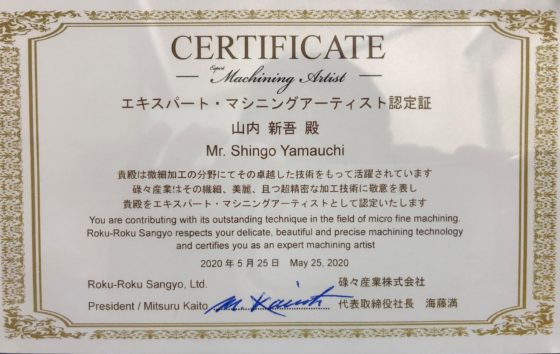 CERTIFICATE
Expert
Machining Artist
エキスパート・マシニングアーティスト認定証
山内 新吾 殿
Mr. Shingo Yamauchi
貴殿は微細加工の分野にてその卓越した技術をもって活躍されています
碌々産業はその繊細、美麗、且つ超精密な加工技術に敬意を表し
貴殿をエキスパート・マシニングアーティストとして認定いたします
You are contributing with its outstanding technique in the field of micro fine machining.
Roku-Roku Sangyo respects your delicate, beautiful and precise machining technology
and certifies you as an expert machining artist
2020年5月25日 May 25, 2020
Roku-Roku Sangyo, Ltd. 碌々産業株式会社
President / Mitsuru Kaito M. Kaito 代表取締役社長 海藤満